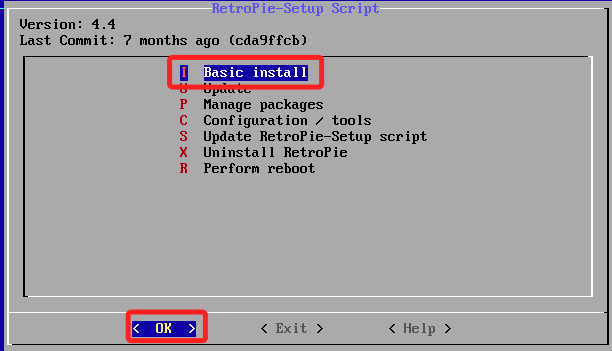 RetroPie-Setup Script
Version: 4.4
Last Commit: 7 months ago (cda9ffcb)
I Basic install
U Update
P Manage packages
C Configuration / tools
S Update RetroPie-Setup script
X Uninstall RetroPie
R Perform reboot
< OK > < Exit > < Help >